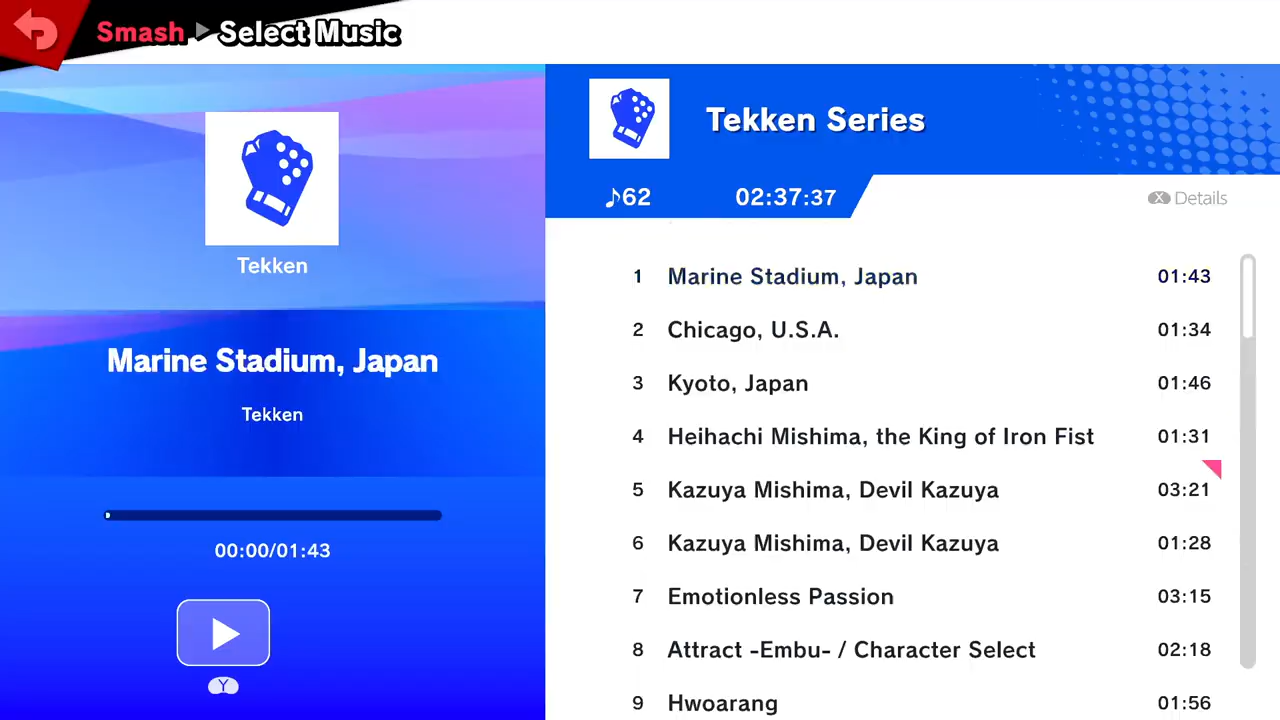 Smash ▶ Select Music
Tekken
Marine Stadium, Japan
Tekken
00:00/01:43
Y
Tekken Series
♪62 02:37:37
X Details
1 Marine Stadium, Japan 01:43
2 Chicago, U.S.A. 01:34
3 Kyoto, Japan 01:46
4 Heihachi Mishima, the King of Iron Fist 01:31
5 Kazuya Mishima, Devil Kazuya 03:21
6 Kazuya Mishima, Devil Kazuya 01:28
7 Emotionless Passion 03:15
8 Attract -Embu- / Character Select 02:18
9 Hwoarang 01:56